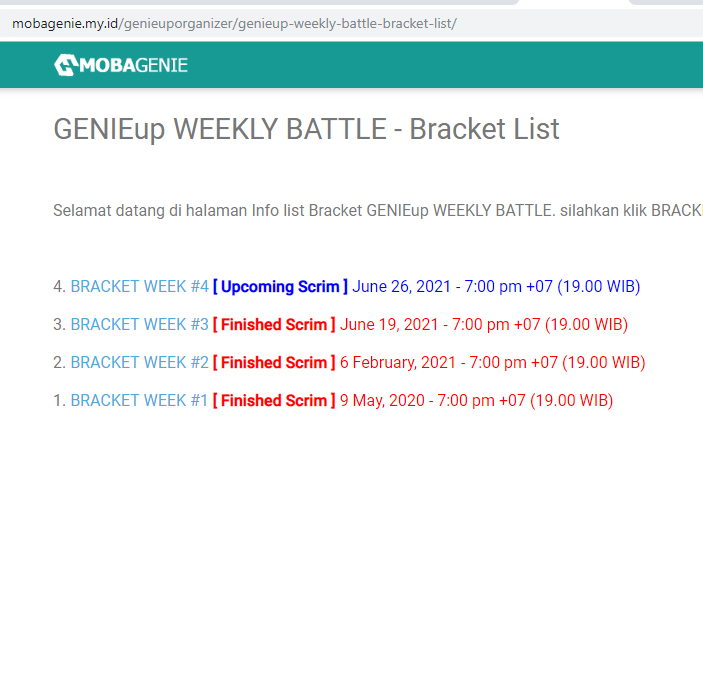 mobagenie.my.id/genieuporganizer/genieup-weekly-battle-bracket-list/
MOBAGENIE
GENIEup WEEKLY BATTLE - Bracket List
Selamat datang di halaman Info list Bracket GENIEup WEEKLY BATTLE. silahkan klik BRACK
4. BRACKET WEEK #4 [ Upcoming Scrim ] June 26, 2021 - 7:00 pm +07 (19.00 WIB)
3. BRACKET WEEK #3 [ Finished Scrim ] June 19, 2021 - 7:00 pm +07 (19.00 WIB)
2. BRACKET WEEK #2 [ Finished Scrim ] 6 February, 2021 - 7:00 pm +07 (19.00 WIB)
1. BRACKET WEEK #1 [ Finished Scrim ] 9 May, 2020 - 7:00 pm +07 (19.00 WIB)